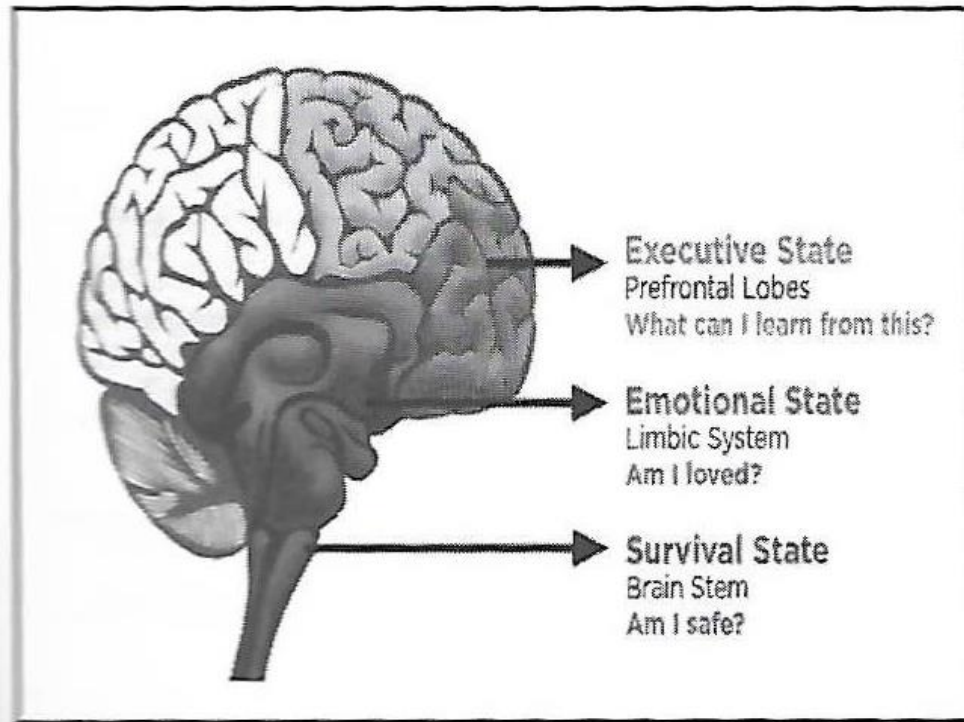 Executive State
Prefrontal Lobes
What can I learn from this?
Emotional State
Limbic System
Am I loved?
Survival State
Brain Stem
Am I safe?